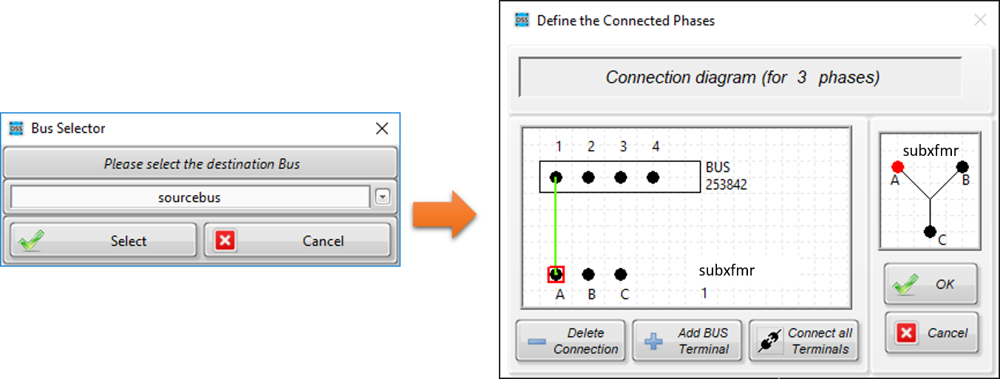 DSS Bus Selector
Please select the destination Bus
sourcebus
Select Cancel
DSS Define the Connected Phases
Connection diagram (for 3 phases)
1 2 3 4
BUS
253842
subxfmr
A B C 1
Delete
Connection
Add BUS
Terminal
Connect all
Terminals
subxfmr
A B
C
OK
Cancel